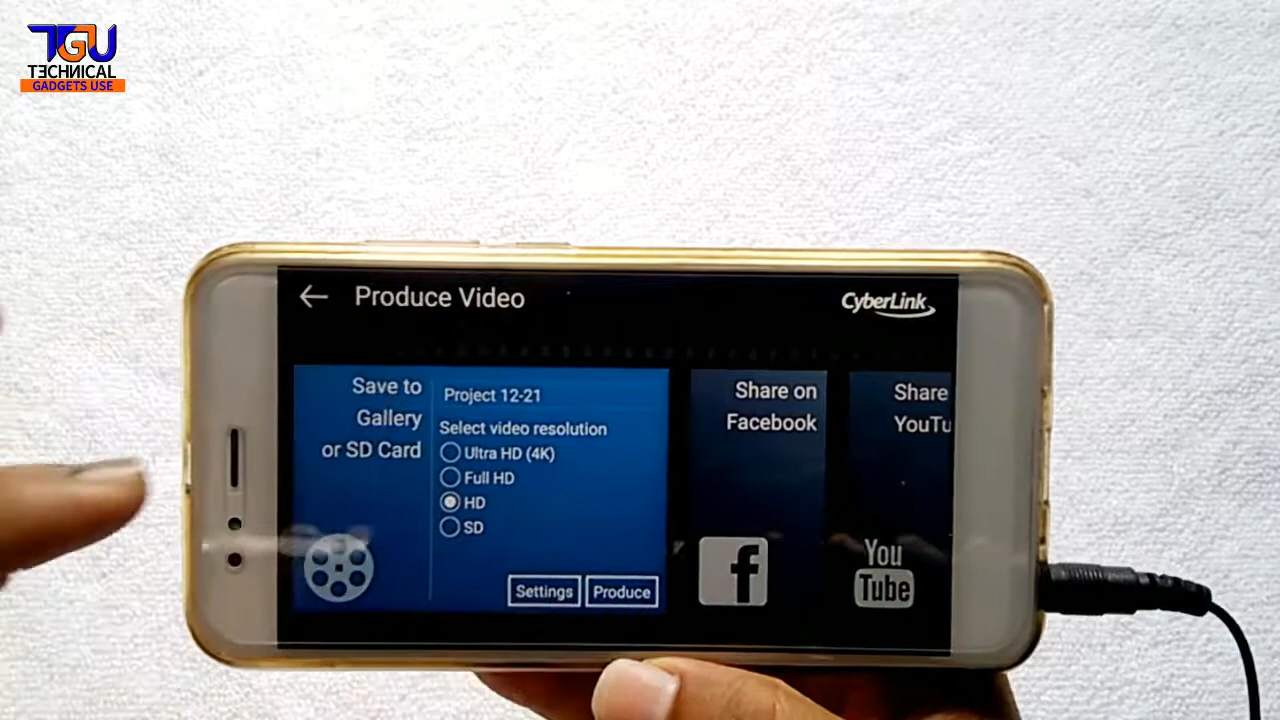 TGU
TECHNICAL
GADGETS USE
Produce Video
CyberLink
Save to
Gallery
or SD Card
Project 12-21
Select video resolution
Ultra HD (4K)
Full HD
HD
SD
Settings
Produce
Share on
Facebook
f
Share
YouTu
You
Tube